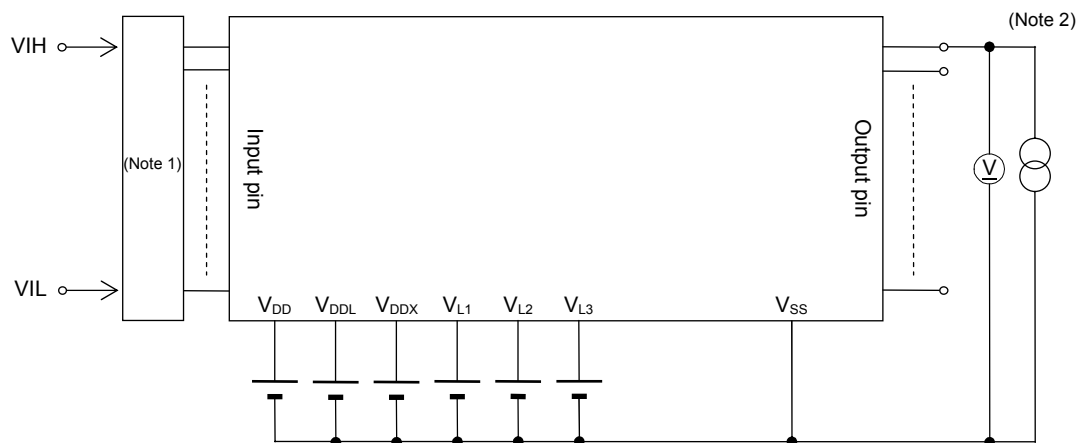 (Note 2)
VIH
(Note 1)
Input pin
Output pin
V
VIL
VDD VDDL VDDX VL1 VL2 VL3 VSS